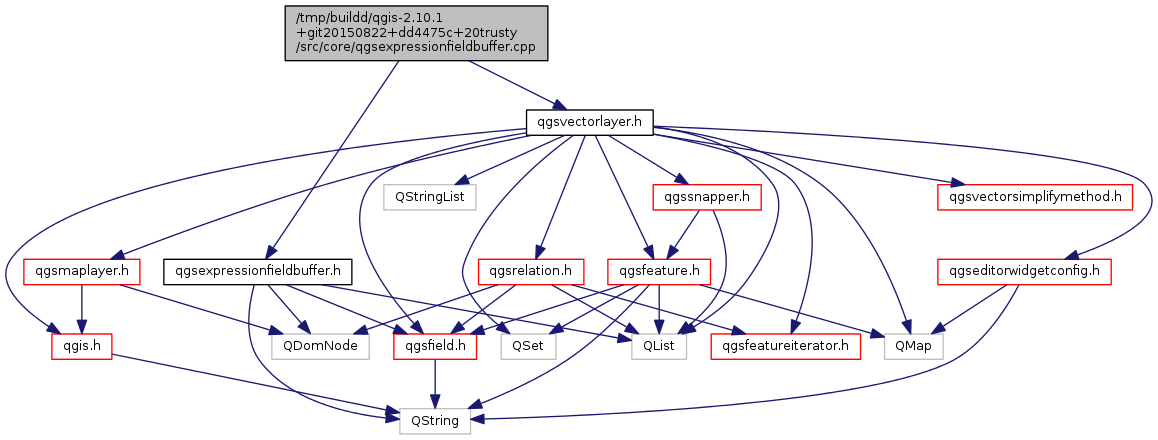 /tmp/buildd/qgis-2.10.1
+git20150822+dd4475c+20trusty
/src/core/qgsexpressionfieldbuffer.cpp
qgsvectorlayer.h
QStringList
qgssnapper.h
qgsvectorsimplifymethod.h
qgsmaplayer.h
qgsexpressionfieldbuffer.h
qgsrelation.h
qgsfeature.h
qgseditorwidgetconfig.h
qgis.h
QDomNode
qgsfield.h
QSet
QList
qgsfeatureiterator.h
QMap
QString